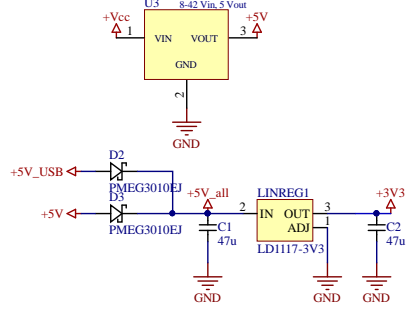 U3
8-42 Vin, 5 Vout
+Vcc
1
VIN
VOUT
3
+5V
GND
2
GND
D2
+5V_USB
PMEG3010EJ
D3
+5V
PMEG3010EJ
+5V_all
C1
47u
GND
LINREG1
2
IN
OUT
3
ADJ
1
LD1117-3V3
GND
+3V3
C2
47u
GND